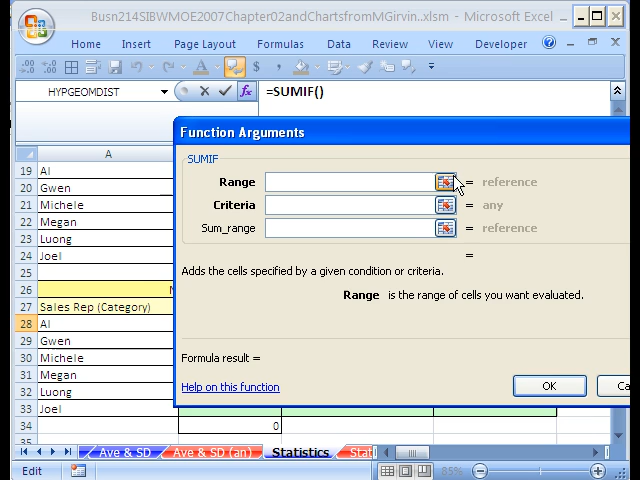 Busn214SIBWMOE2007Chapter02andChartsfromMGirvin..xlsm - Microsoft Excel
Home Insert Formulas Data Review Developer
HYPGEOMDIST fx =SUMIF()
Function Arguments
A
SUMIF
19 Al
Range = reference
20 Gwen
21 Michele
Criteria = any
22 Megan
Sum_range = reference
23 Luong
24 Joel
=
25
Adds the cells specified by a given condition or criteria.
26 N
Range is the range of cells you want evaluated.
27 Sales Rep (Category)
28 Al
29 Gwen
30 Michele
Formula result =
31 Megan
32 Luong
Help on this function OK Ca
33 Joel
34 0
35
Ave & SD Ave & SD (an) Statistics Stati
Edit 85%